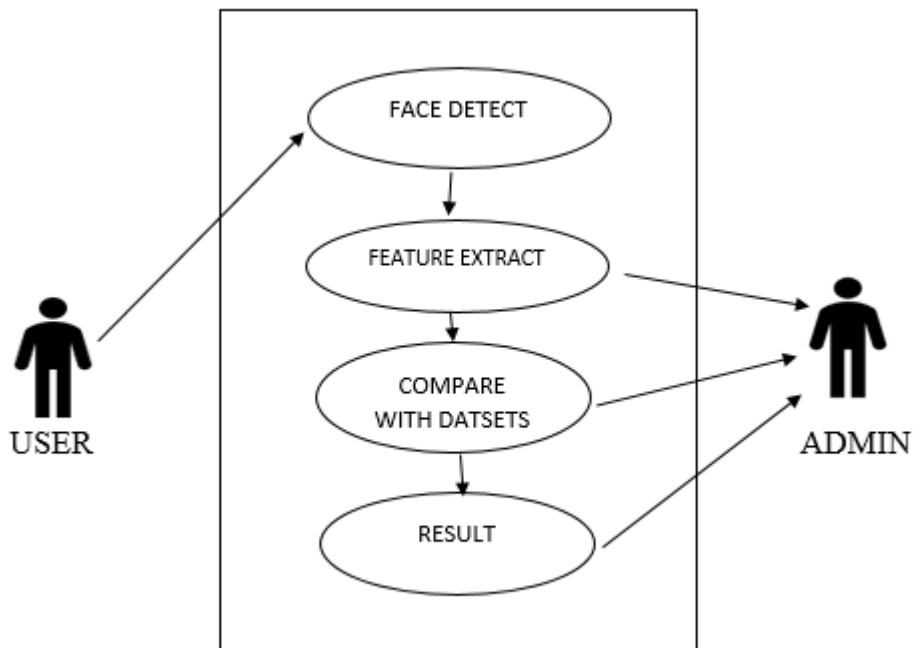 FACE DETECT
FEATURE EXTRACT
COMPARE
WITH DATSETS
RESULT
USER
ADMIN